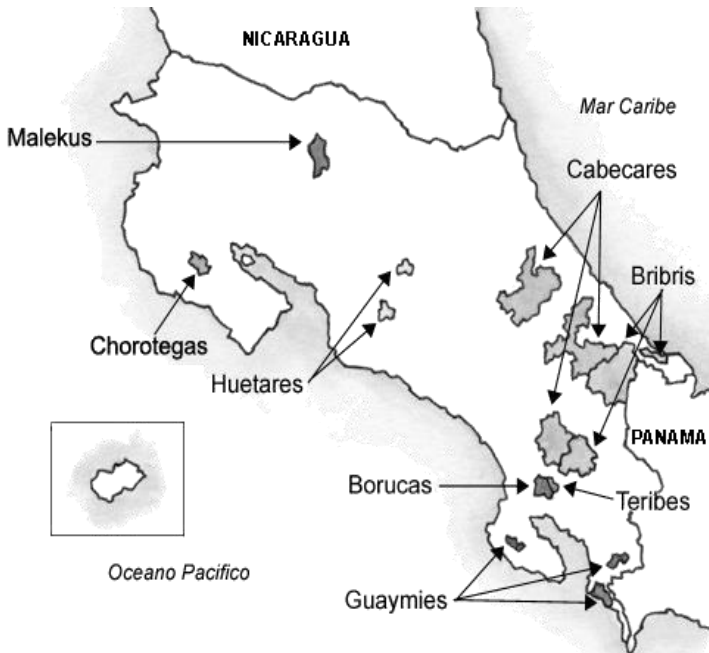 NICARAGUA
Mar Caribe
Malekus
Cabecares
Bribris
Chorotegas
Huetares
PANAMA
Borucas
Teribes
Oceano Pacifico
Guaymies